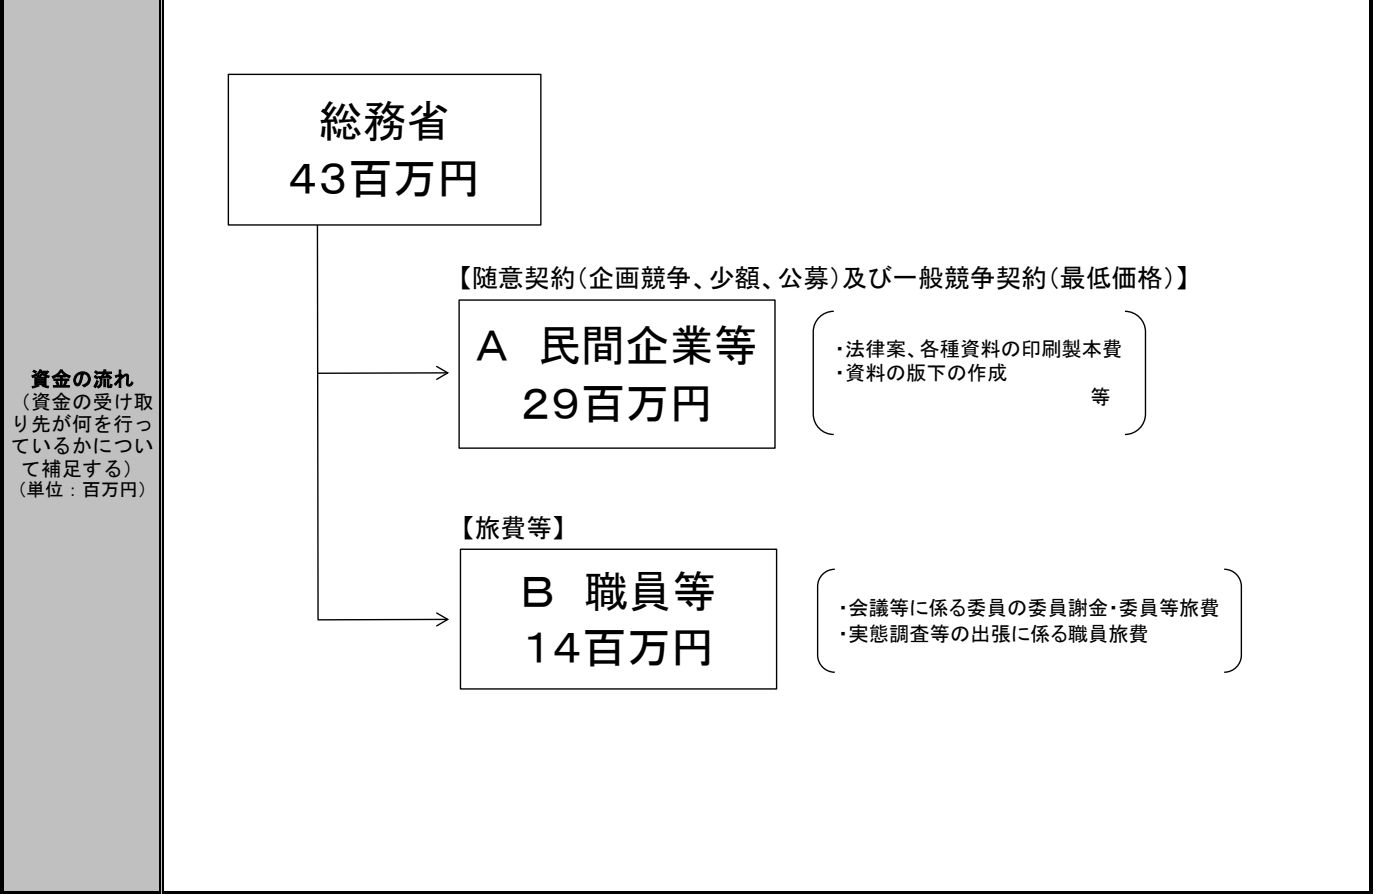 資金の流れ
（資金の受け取
り先が何を行っ
ているかについ
て補足する）
（単位：百万円）
総務省
４３百万円
【随意契約（企画競争、少額、公募）及び一般競争契約（最低価格）】
Ａ　民間企業等
２９百万円
・法律案、各種資料の印刷製本費
・資料の版下の作成
等
【旅費等】
Ｂ　職員等
１４百万円
・会議等に係る委員の委員謝金・委員等旅費
・実態調査等の出張に係る職員旅費